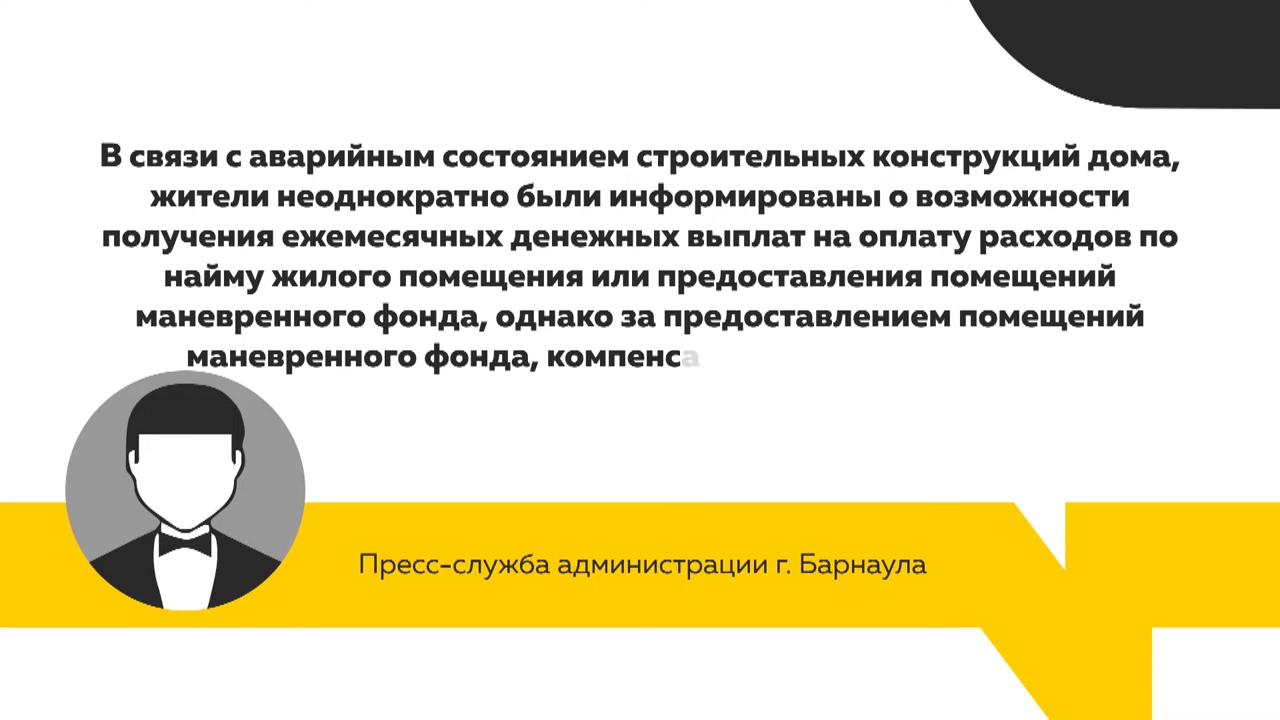 В связи с аварийным состоянием строительных конструкций дома,
жители неоднократно были информированы о возможности
получения ежемесячных денежных выплат на оплату расходов по
найму жилого помещения или предоставления помещений
маневренного фонда, однако за предоставлением помещений
маневренного фонда, компенса
Пресс-служба администрации г. Барнаула